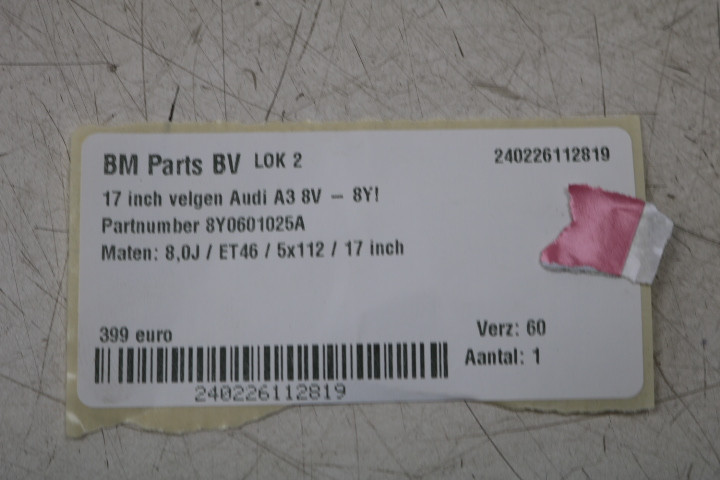 BM Parts BV LOK 2 240226112819
17 inch velgen Audi A3 8V – 8Y!
Partnumber 8Y0601025A
Maten: 8,0J / ET46 / 5x112 / 17 inch
399 euro Verz: 60
Aantal: 1
240226112819